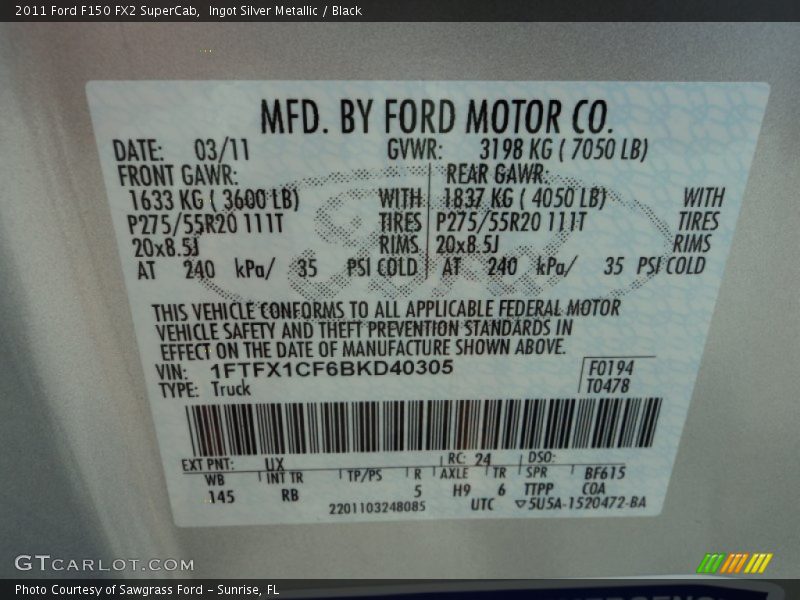 2011 Ford F150 FX2 SuperCab,  Ingot Silver Metallic / Black
MFD. BY FORD MOTOR CO.
DATE: 03/11 GVWR: 3198 KG ( 7050 LB)
FRONT GAWR: REAR GAWR:
1633 KG ( 3600 LB) WITH 1837 KG ( 4050 LB) WITH
P275/55R20 111T TIRES P275/55R20 111T TIRES
20x8.5J RIMS 20x8.5J RIMS
AT 240 kPa/ 35 PSI COLD AT 240 kPa/ 35 PSI COLD
THIS VEHICLE CONFORMS TO ALL APPLICABLE FEDERAL MOTOR
VEHICLE SAFETY AND THEFT PREVENTION STANDARDS IN
EFFECT ON THE DATE OF MANUFACTURE SHOWN ABOVE.
VIN: 1FTFX1CF6BKD40305 F0194
TYPE: Truck T0478
EXT PNT: UX RC: 24 DSO:
WB INT TR TP/PS R AXLE TR SPR BF615
145 RB 5 H9 6 TTPP COA
2201103248085 UTC ▽5U5A-1520472-BA
GTCARLOT.COM
Photo Courtesy of Sawgrass Ford – Sunrise, FL